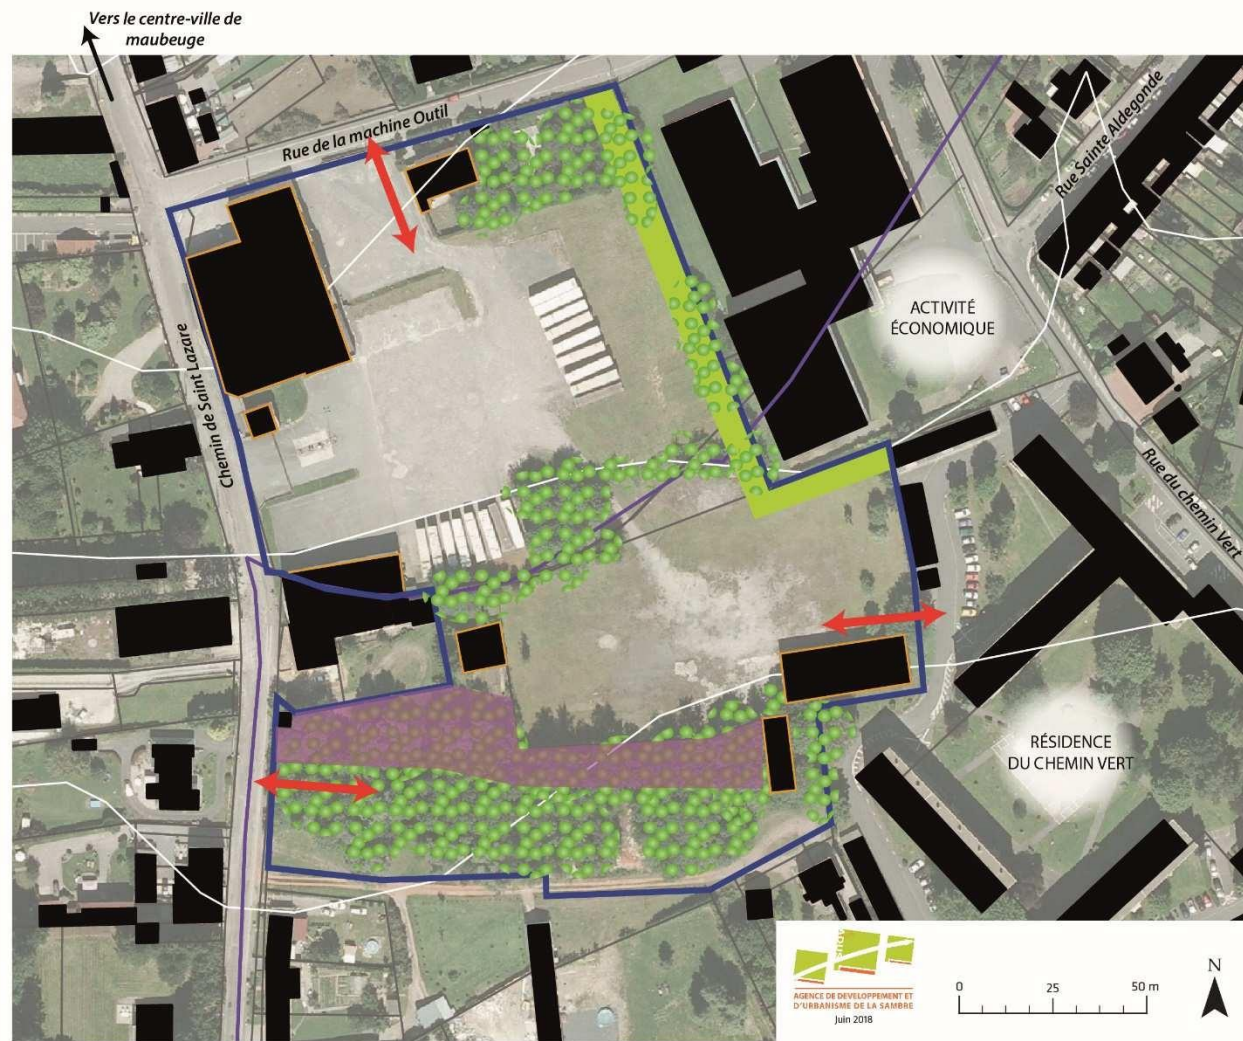 Vers le centre-ville de
maubeuge
Rue de la machine Outil
Rue Sainte Aldegonde
ACTIVITÉ
ÉCONOMIQUE
Chemin de Saint Lazare
Rue du chemin Vert
RÉSIDENCE
DU CHEMIN VERT
AGENCE DE DEVELOPPEMENT ET
D'URBANISME DE LA SAMBRE
Juin 2018
0 25 50 m
N